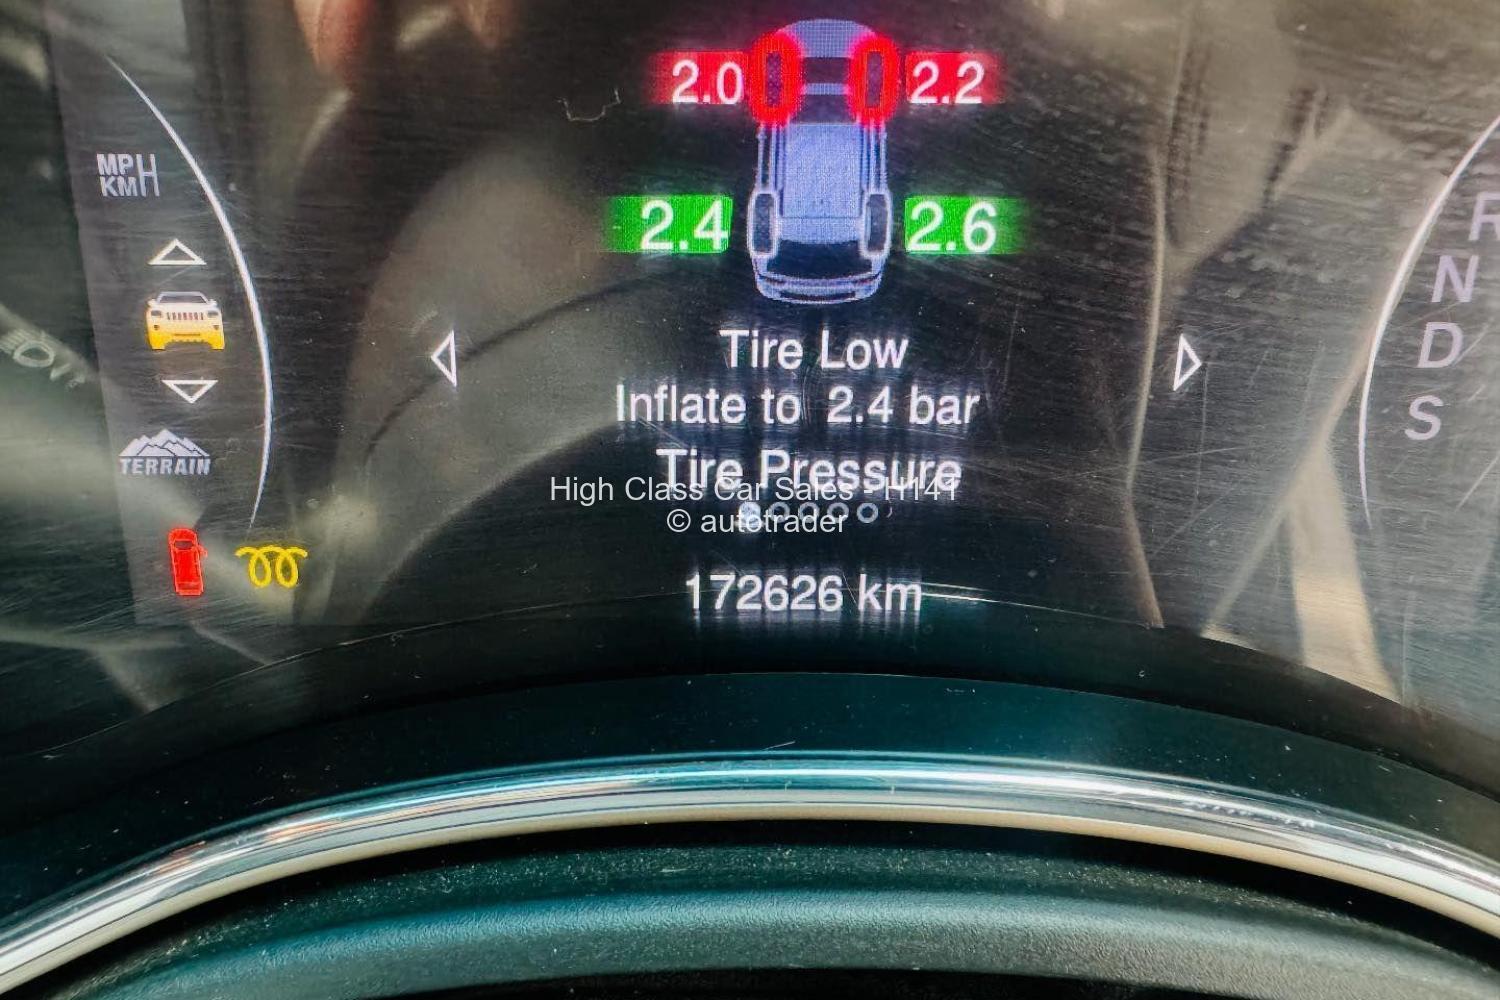 2.0 2.2
MPH
KMH
2.4 2.6
R
N
D
S
Tire Low
Inflate to 2.4 bar
TERRAIN
Tire Pressure
High Class Car Sales - H141
© autotrader
172626 km